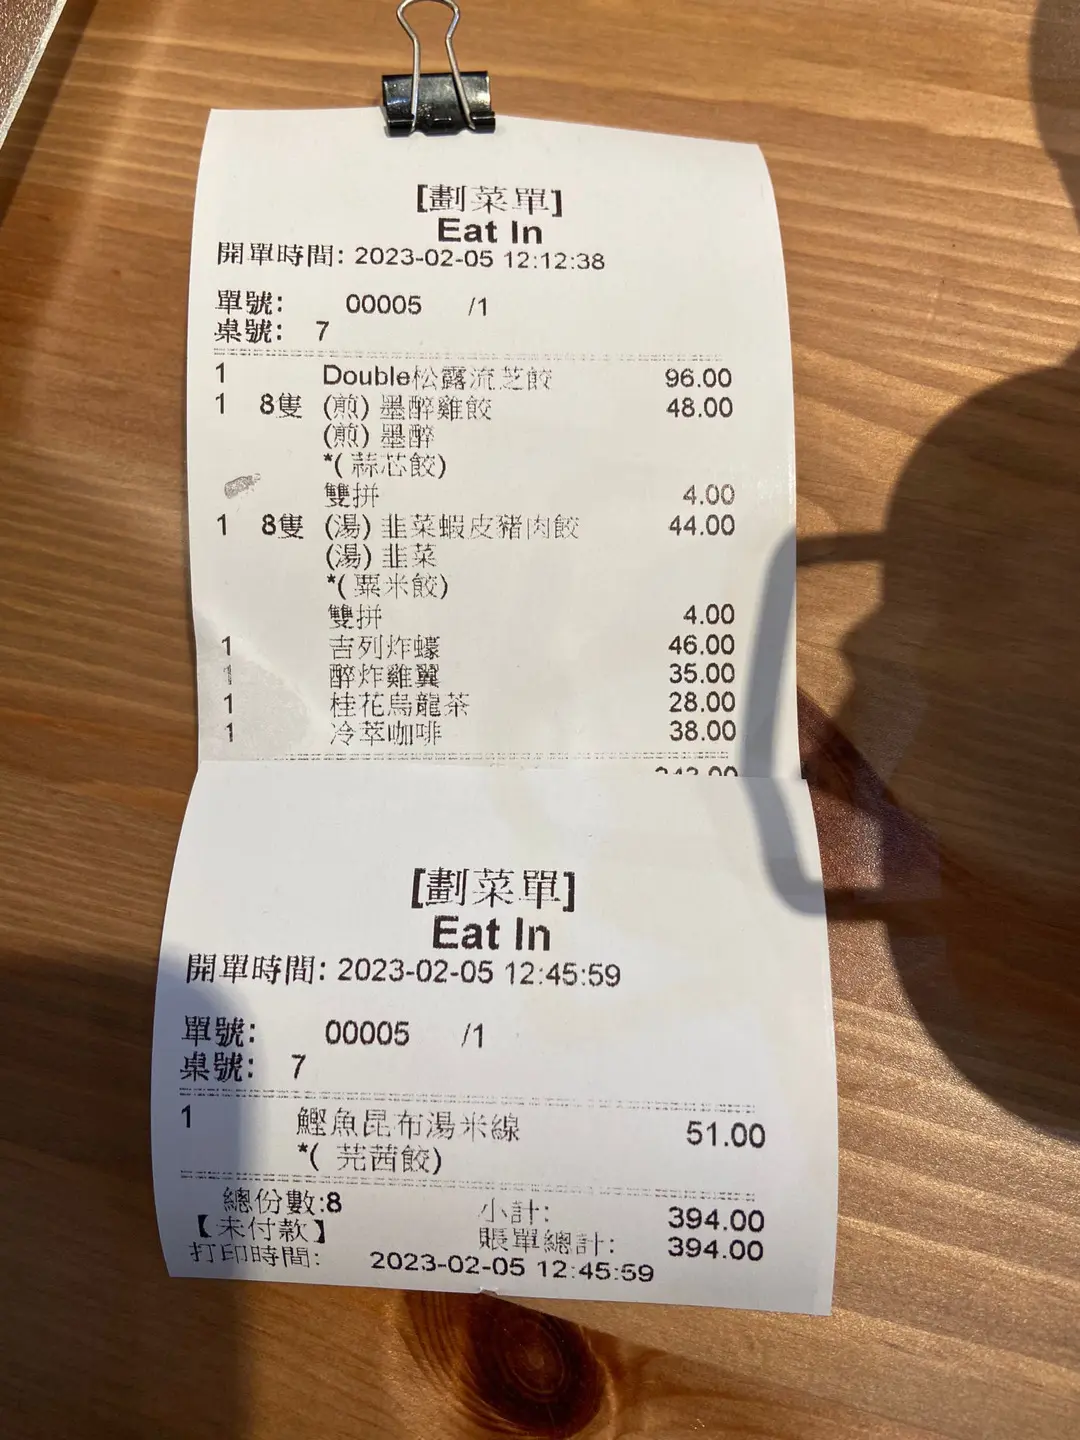 [劃菜單]
Eat In
開單時間: 2023-02-05 12:12:38
單號: 00005 /1
桌號: 7
1 Double松露流芝餃 96.00
1 8隻 (煎) 墨醉雞餃 48.00
(煎) 墨醉
*( 蒜芯餃)
雙拼 4.00
1 8隻 (湯) 韭菜蝦皮豬肉餃 44.00
(湯) 韭菜
*( 粟米餃)
雙拼 4.00
1 吉列炸蠔 46.00
1 醉炸雞翼 35.00
1 桂花烏龍茶 28.00
1 冷萃咖啡 38.00
343.00
[劃菜單]
Eat In
開單時間: 2023-02-05 12:45:59
單號: 00005 /1
桌號: 7
1 鰹魚昆布湯米線 51.00
*( 芫茜餃)
總份數:8 小計: 394.00
【未付款】 賬單總計: 394.00
打印時間: 2023-02-05 12:45:59